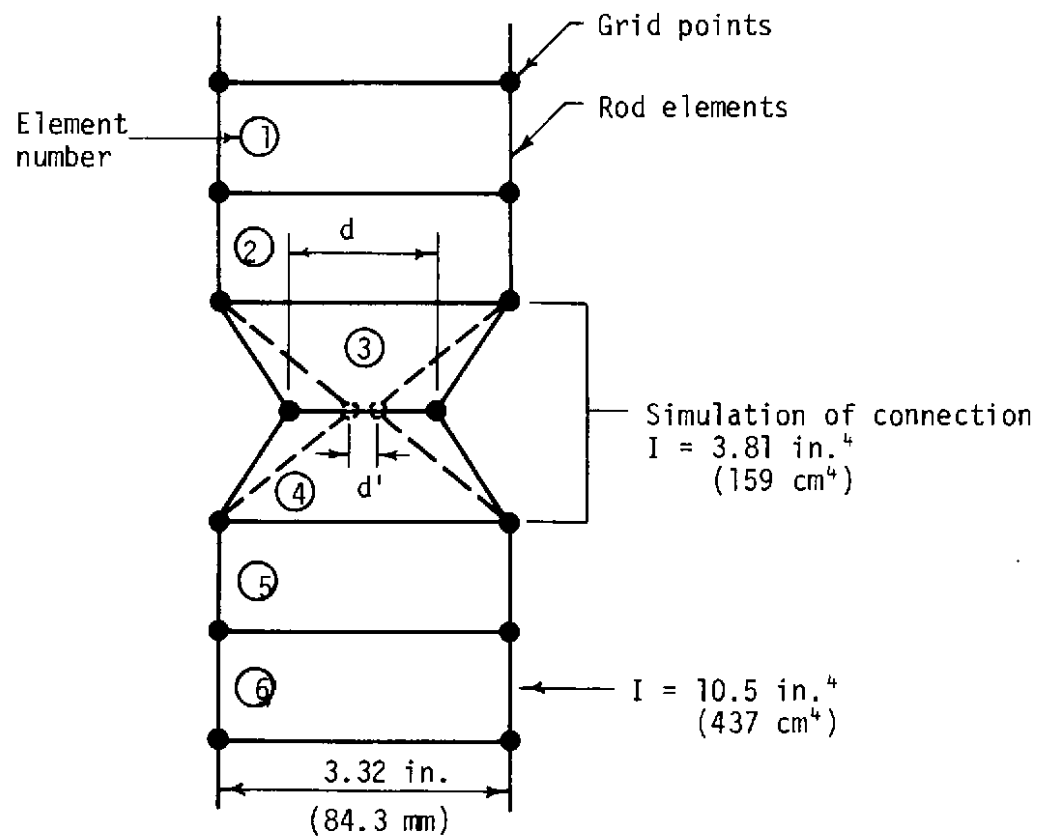 Grid points
Rod elements
Element
number
1
2
d
3
Simulation of connection
I = 3.81 in.⁴
(159 cm⁴)
d'
4
5
6
I = 10.5 in.⁴
(437 cm⁴)
3.32 in.
(84.3 mm)